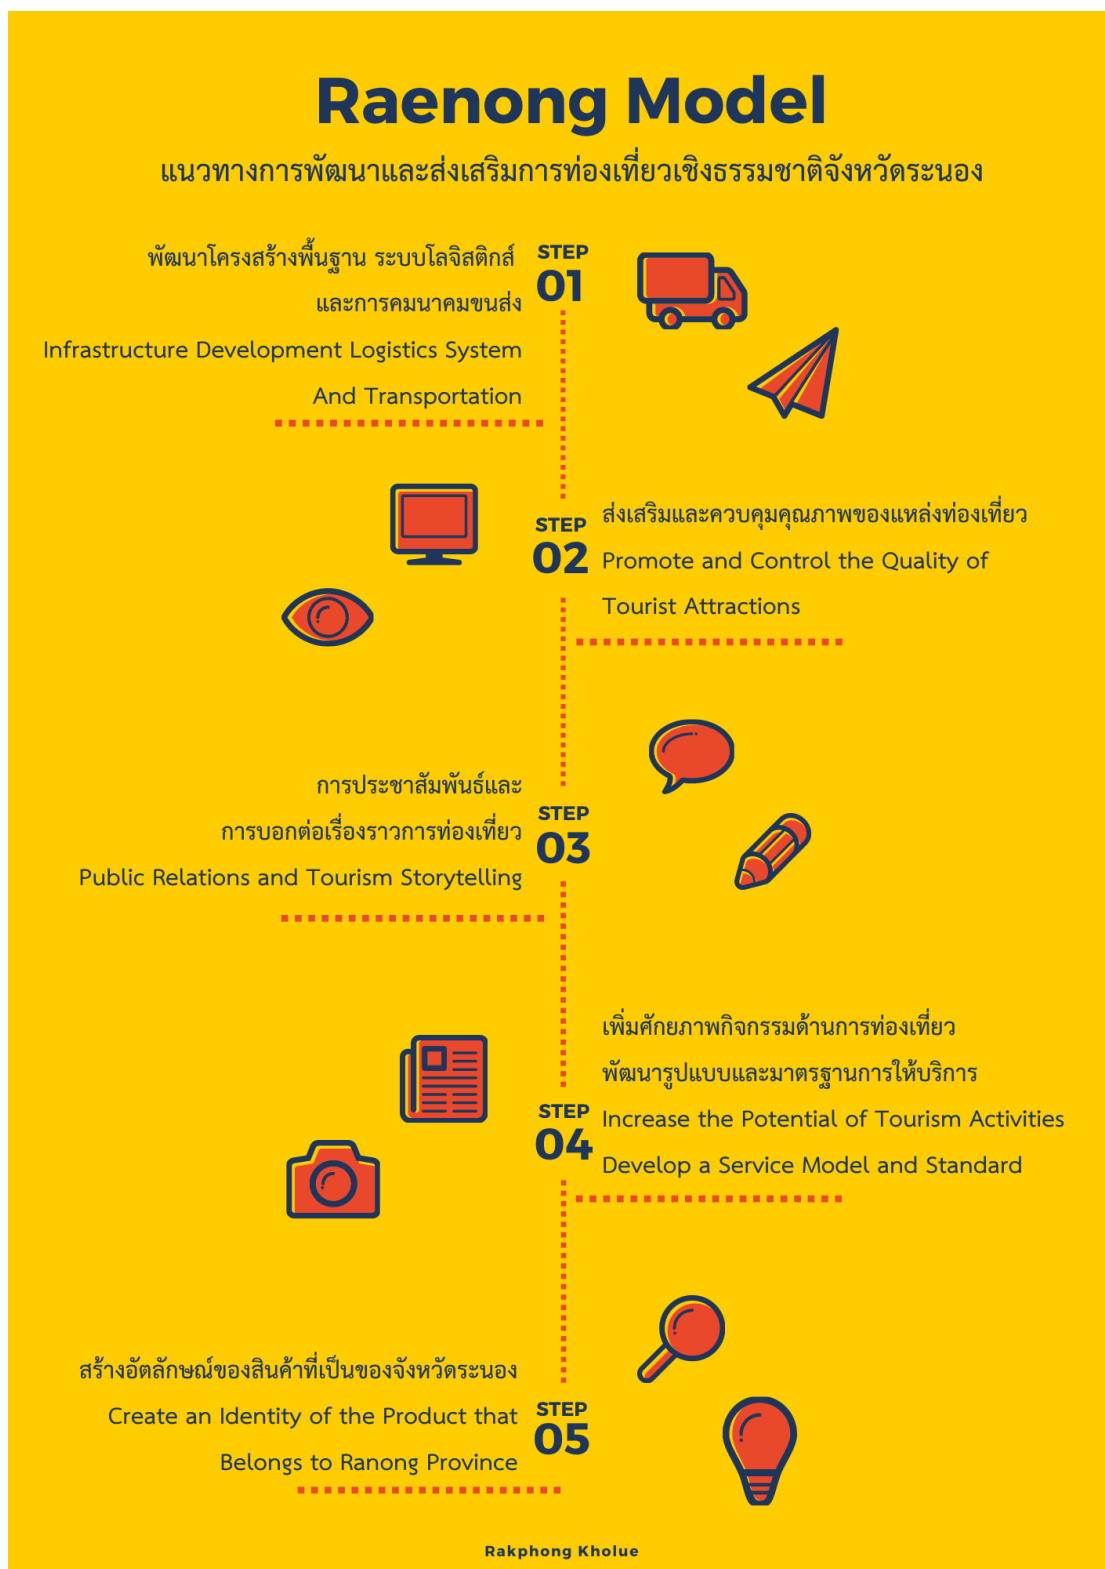 Raenong Model
แนวทางการพัฒนาและส่งเสริมการท่องเที่ยวเชิงธรรมชาติจังหวัดระนอง
พัฒนาโครงสร้างพื้นฐาน ระบบโลจิสติกส์
และการคมนาคมขนส่ง
Infrastructure Development Logistics System
And Transportation
STEP
01
STEP
02
ส่งเสริมและควบคุมคุณภาพของแหล่งท่องเที่ยว
Promote and Control the Quality of
Tourist Attractions
การประชาสัมพันธ์และ
การบอกต่อเรื่องราวการท่องเที่ยว
Public Relations and Tourism Storytelling
STEP
03
STEP
04
เพิ่มศักยภาพกิจกรรมด้านการท่องเที่ยว
พัฒนารูปแบบและมาตรฐานการให้บริการ
Increase the Potential of Tourism Activities
Develop a Service Model and Standard
สร้างอัตลักษณ์ของสินค้าที่เป็นของจังหวัดระนอง
Create an Identity of the Product that
Belongs to Ranong Province
STEP
05
Rakphong Kholue